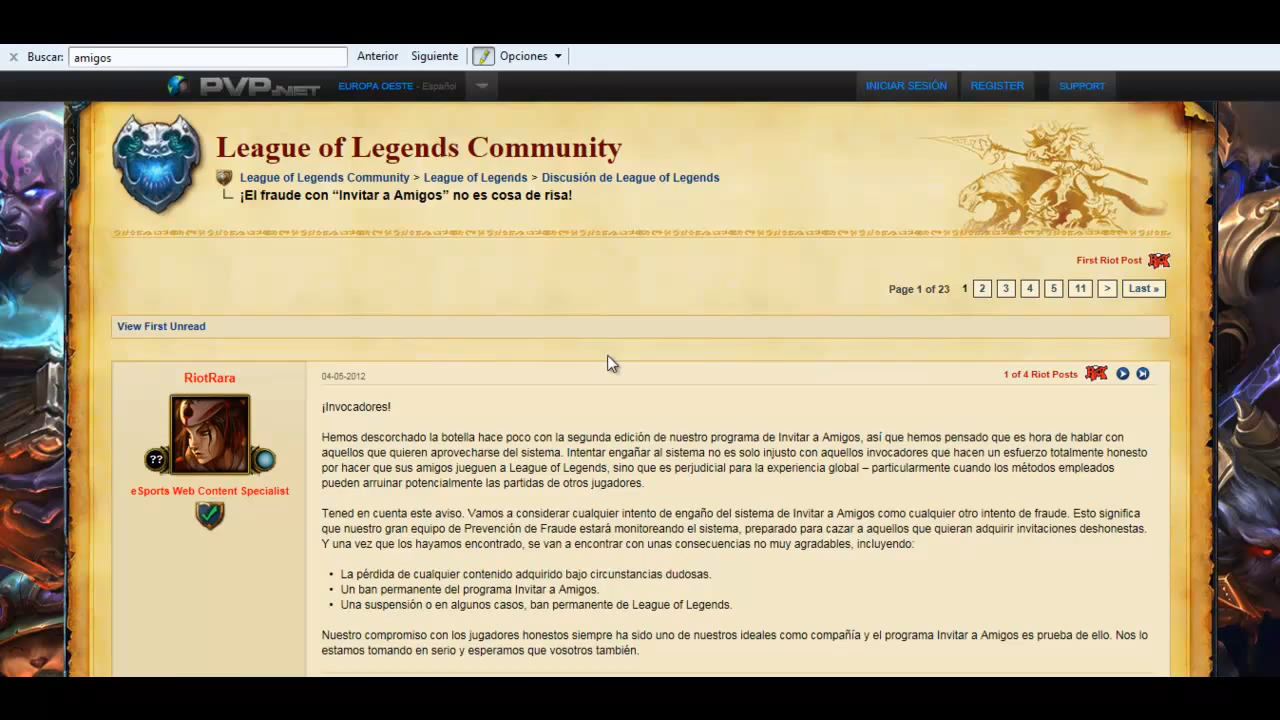 Buscar: amigos Anterior Siguiente Opciones
PVP.NET EUROPA OESTE - Español INICIAR SESIÓN REGISTER SUPPORT
League of Legends Community
League of Legends Community > League of Legends > Discusión de League of Legends
¡El fraude con “Invitar a Amigos” no es cosa de risa!
First Riot Post
Page 1 of 23 1 2 3 4 5 11 > Last »
View First Unread
RiotRara
04-05-2012
1 of 4 Riot Posts
??
eSports Web Content Specialist
¡Invocadores!
Hemos descorchado la botella hace poco con la segunda edición de nuestro programa de Invitar a Amigos, así que hemos pensado que es hora de hablar con
aquellos que quieren aprovecharse del sistema. Intentar engañar al sistema no es solo injusto con aquellos invocadores que hacen un esfuerzo totalmente honesto
por hacer que sus amigos jueguen a League of Legends, sino que es perjudicial para la experiencia global – particularmente cuando los métodos empleados
pueden arruinar potencialmente las partidas de otros jugadores.
Tened en cuenta este aviso. Vamos a considerar cualquier intento de engaño del sistema de Invitar a Amigos como cualquier otro intento de fraude. Esto significa
que nuestro gran equipo de Prevención de Fraude estará monitoreando el sistema, preparado para cazar a aquellos que quieran adquirir invitaciones deshonestas.
Y una vez que los hayamos encontrado, se van a encontrar con unas consecuencias no muy agradables, incluyendo:
• La pérdida de cualquier contenido adquirido bajo circunstancias dudosas.
• Un ban permanente del programa Invitar a Amigos.
• Una suspensión o en algunos casos, ban permanente de League of Legends.
Nuestro compromiso con los jugadores honestos siempre ha sido uno de nuestros ideales como compañía y el programa Invitar a Amigos es prueba de ello. Nos lo
estamos tomando en serio y esperamos que vosotros también.